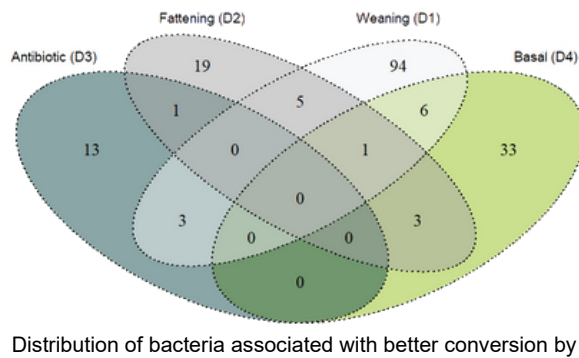 Fattening (D2) Weaning (D1)
Antibiotic (D3) Basal (D4)
19 94
1 5 6
13 0 1 33
0
3 3
0 0
0
Distribution of bacteria associated with better conversion by